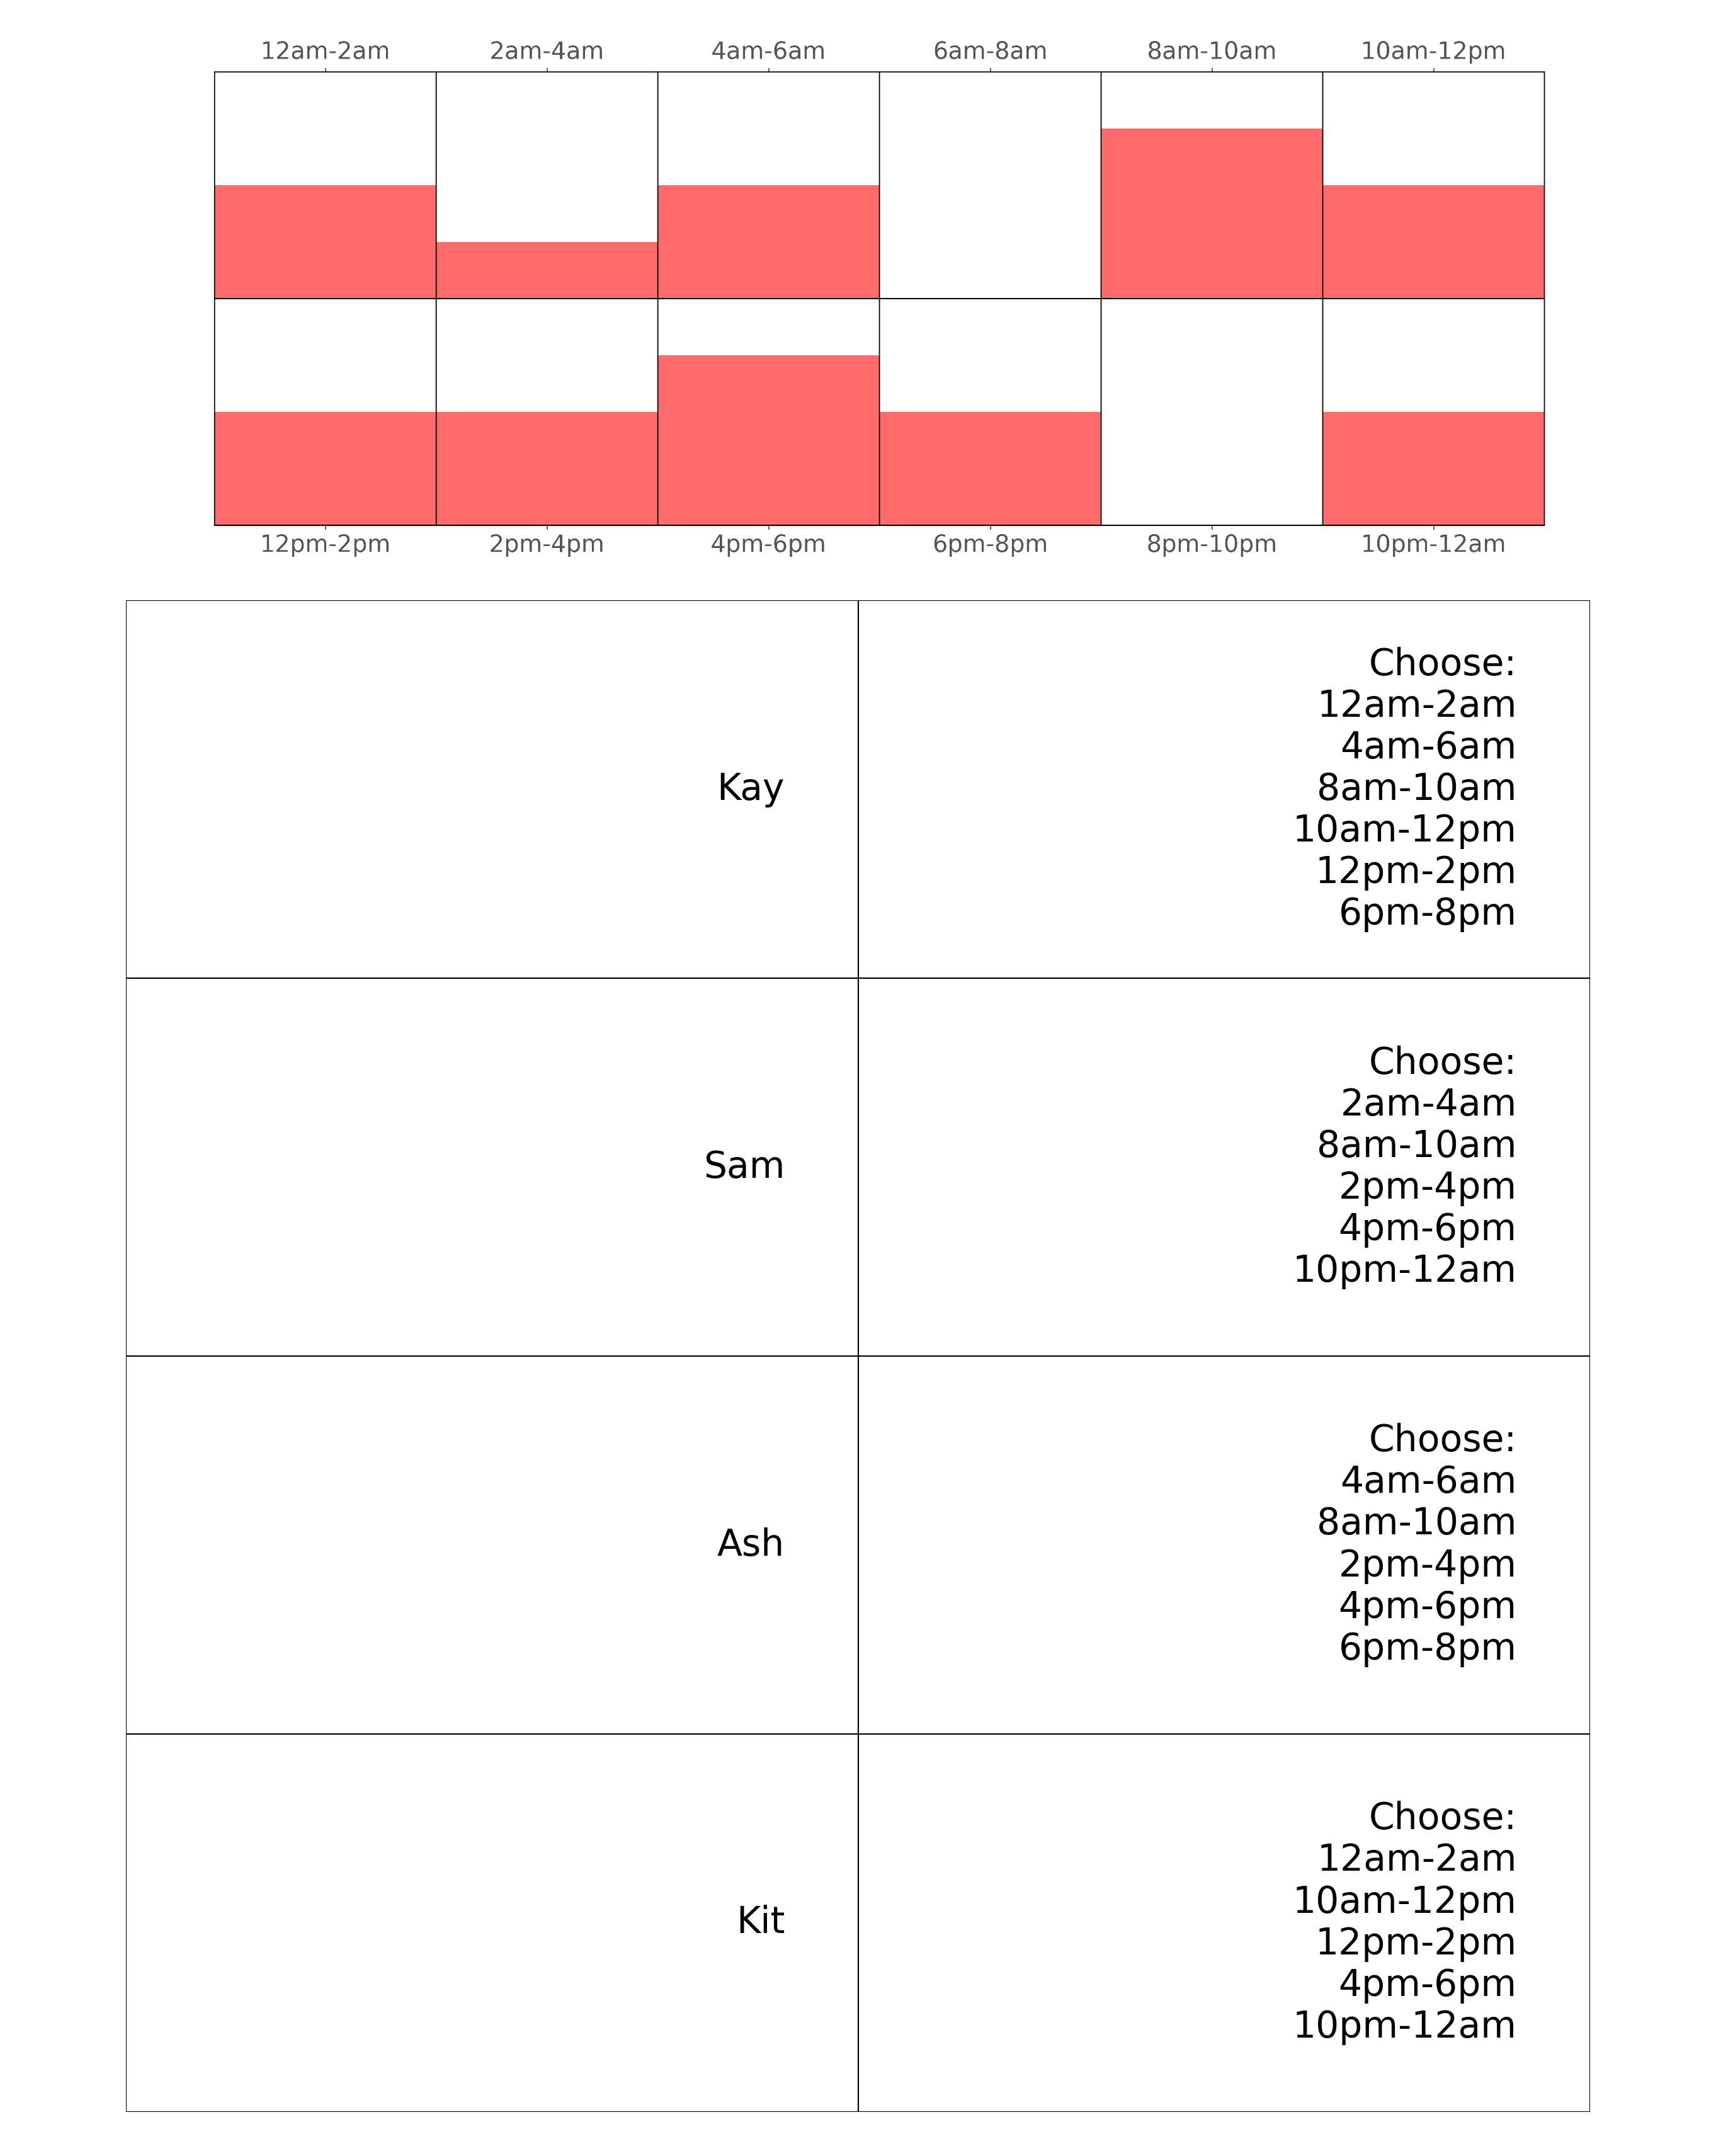 12am-2am 2am-4am 4am-6am 6am-8am 8am-10am 10am-12pm
12pm-2pm 2pm-4pm 4pm-6pm 6pm-8pm 8pm-10pm 10pm-12am
Kay
Choose:
12am-2am
4am-6am
8am-10am
10am-12pm
12pm-2pm
6pm-8pm
Sam
Choose:
2am-4am
8am-10am
2pm-4pm
4pm-6pm
10pm-12am
Ash
Choose:
4am-6am
8am-10am
2pm-4pm
4pm-6pm
6pm-8pm
Kit
Choose:
12am-2am
10am-12pm
12pm-2pm
4pm-6pm
10pm-12am